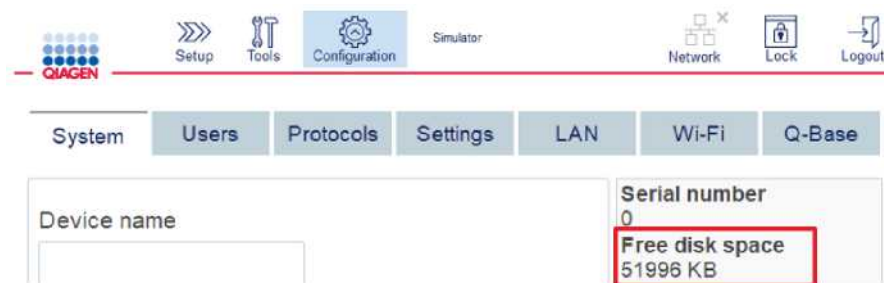 QIAGEN
Setup
Tools
Configuration
Simulator
Network
Lock
Logout
System
Users
Protocols
Settings
LAN
Wi-Fi
Q-Base
Device name
Serial number
0
Free disk space
51996 KB